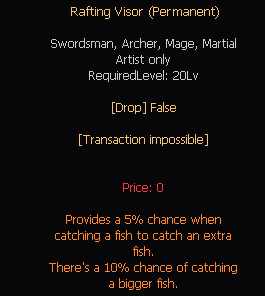 Rafting Visor (Permanent)
Swordsman, Archer, Mage, Martial
Artist only
RequiredLevel: 20Lv
[Drop] False
[Transaction impossible]
Price: 0
Provides a 5% chance when
catching a fish to catch an extra
fish.
There's a 10% chance of catching
a bigger fish.